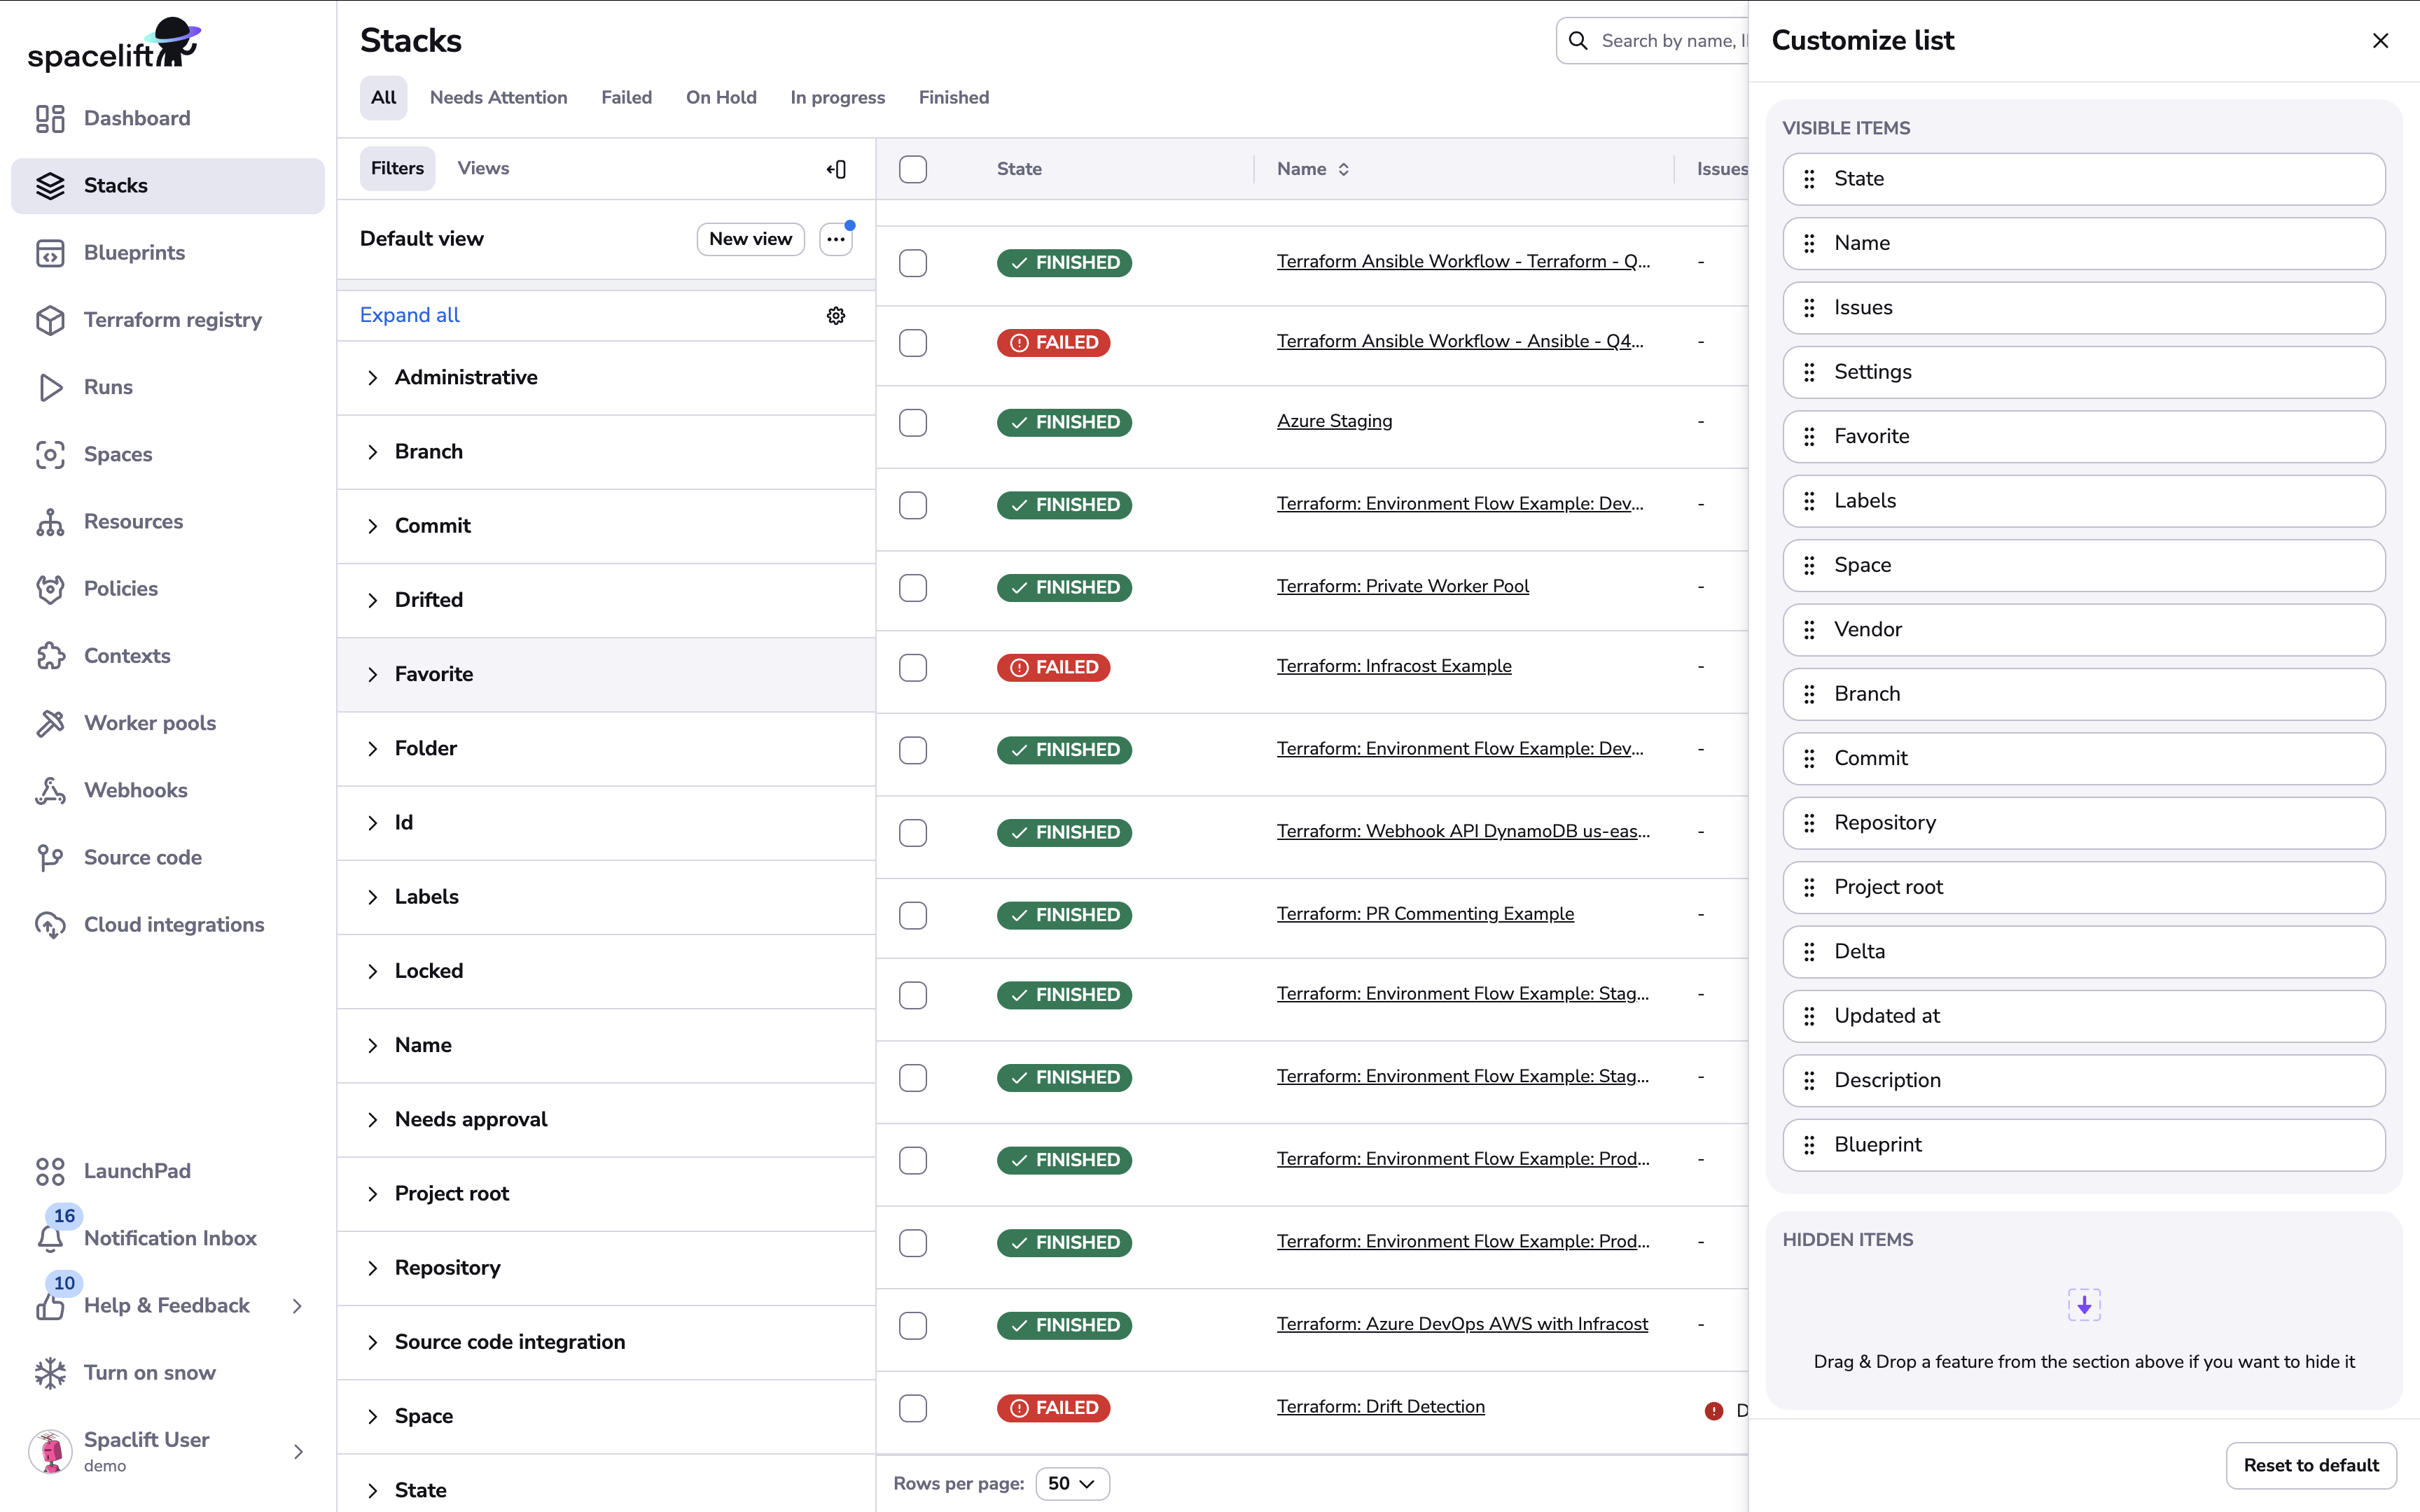 spacelift
Dashboard
Stacks
Blueprints
Terraform registry
Runs
Spaces
Resources
Policies
Contexts
Worker pools
Webhooks
Source code
Cloud integrations
LaunchPad
16
Notification Inbox
10
Help & Feedback
Turn on snow
Spaclift User
demo
Stacks
Search by name, I
All
Needs Attention
Failed
On Hold
In progress
Finished
Filters
Views
Default view
New view
Expand all
Administrative
Branch
Commit
Drifted
Favorite
Folder
Id
Labels
Locked
Name
Needs approval
Project root
Repository
Source code integration
Space
State
State Name Issues
FINISHED Terraform Ansible Workflow - Terraform - Q... -
FAILED Terraform Ansible Workflow - Ansible - Q4... -
FINISHED Azure Staging -
FINISHED Terraform: Environment Flow Example: Dev... -
FINISHED Terraform: Private Worker Pool -
FAILED Terraform: Infracost Example -
FINISHED Terraform: Environment Flow Example: Dev... -
FINISHED Terraform: Webhook API DynamoDB us-eas... -
FINISHED Terraform: PR Commenting Example -
FINISHED Terraform: Environment Flow Example: Stag... -
FINISHED Terraform: Environment Flow Example: Stag... -
FINISHED Terraform: Environment Flow Example: Prod... -
FINISHED Terraform: Environment Flow Example: Prod... -
FINISHED Terraform: Azure DevOps AWS with Infracost -
FAILED Terraform: Drift Detection D
Rows per page: 50
Customize list
VISIBLE ITEMS
State
Name
Issues
Settings
Favorite
Labels
Space
Vendor
Branch
Commit
Repository
Project root
Delta
Updated at
Description
Blueprint
HIDDEN ITEMS
Drag & Drop a feature from the section above if you want to hide it
Reset to default